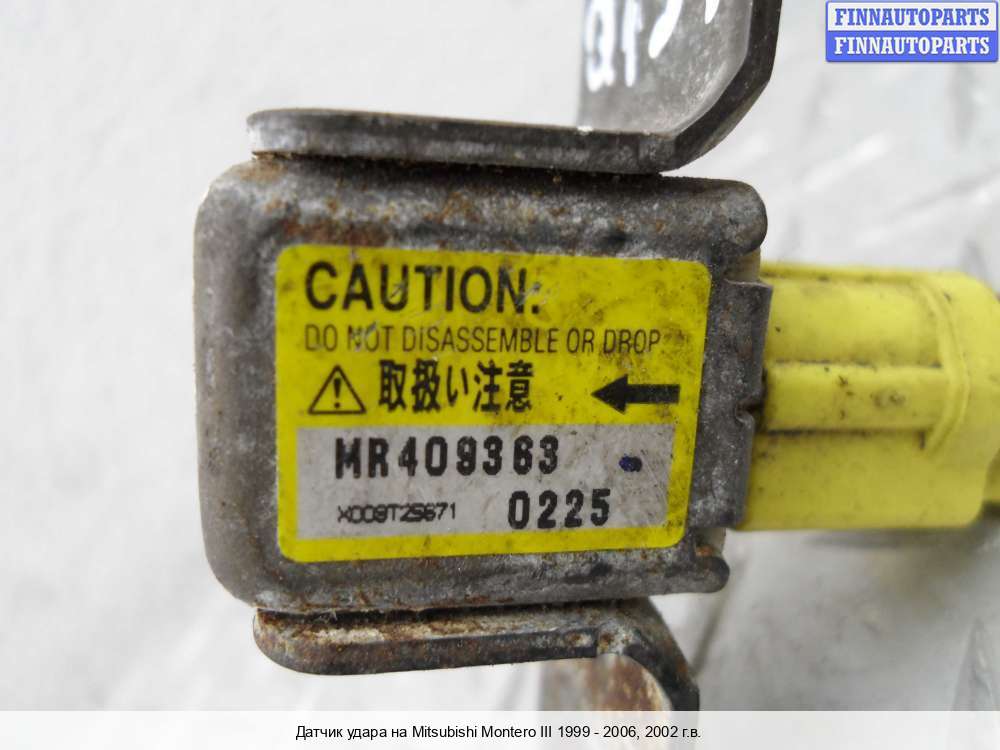 FINNAUTOPARTS
FINNAUTOPARTS
CAUTION:
DO NOT DISASSEMBLE OR DROP
取扱い注意
MR409363
X009T25671
0225
Датчик удара на Mitsubishi Montero III 1999 - 2006, 2002 г.в.